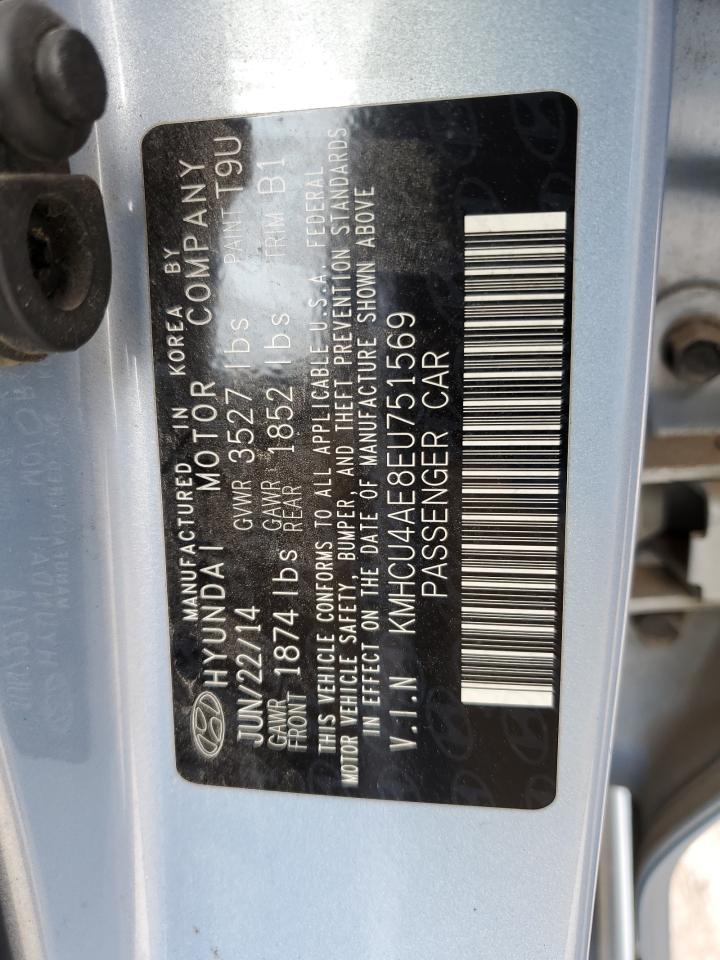 MANUFACTURED IN KOREA BY
HYUNDAI MOTOR COMPANY
JUN/22/14 GVWR 3527 lbs PAINT T9U
GAWR FRONT 1874 lbs GAWR REAR 1852 lbs TRIM B1
THIS VEHICLE CONFORMS TO ALL APPLICABLE U.S.A. FEDERAL
MOTOR VEHICLE SAFETY, BUMPER, AND THEFT PREVENTION STANDARDS
IN EFFECT ON THE DATE OF MANUFACTURE SHOWN ABOVE
V.I.N KMHCU4AE8EU751569
PASSENGER CAR